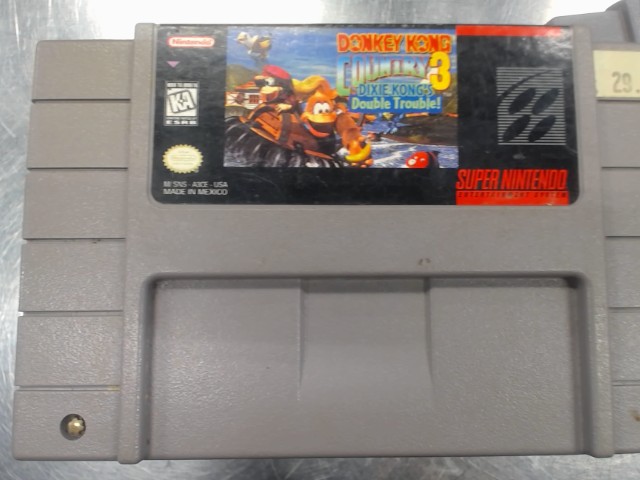 Nintendo
DONKEY KONG
COUNTRY 3
DIXIE KONG'S
Double Trouble!
KA
ESRB
29.
M/SNS - A3CE - USA
MADE IN MEXICO
SUPER NINTENDO
ENTERTAINMENT SYSTEM